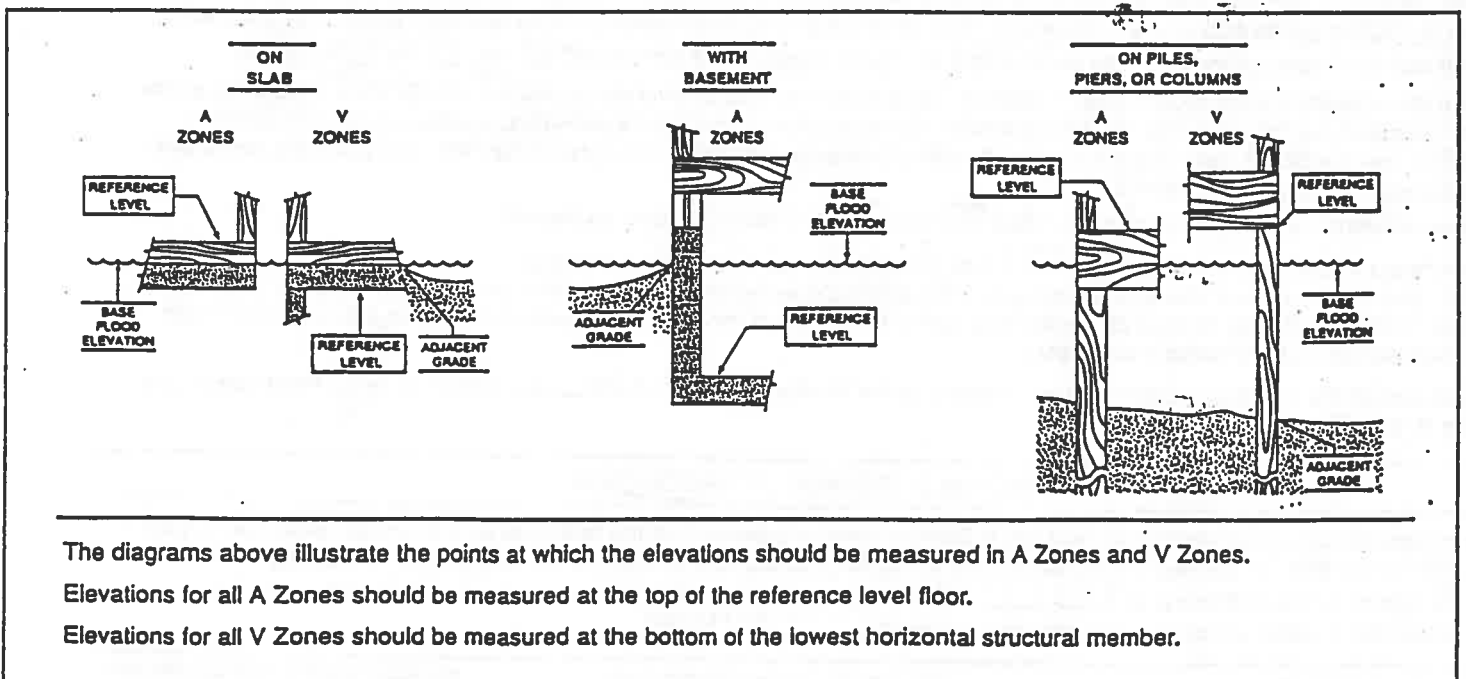 ON
SLAB
A
ZONES
V
ZONES
REFERENCE
LEVEL
BASE
FLOOD
ELEVATION
REFERENCE
LEVEL
ADJACENT
GRADE
WITH
BASEMENT
A
ZONES
BASE
FLOOD
ELEVATION
ADJACENT
GRADE
REFERENCE
LEVEL
ON PILES,
PIERS, OR COLUMNS
A
ZONES
V
ZONES
REFERENCE
LEVEL
REFERENCE
LEVEL
BASE
FLOOD
ELEVATION
ADJACENT
GRADE
The diagrams above illustrate the points at which the elevations should be measured in A Zones and V Zones.
Elevations for all A Zones should be measured at the top of the reference level floor.
Elevations for all V Zones should be measured at the bottom of the lowest horizontal structural member.